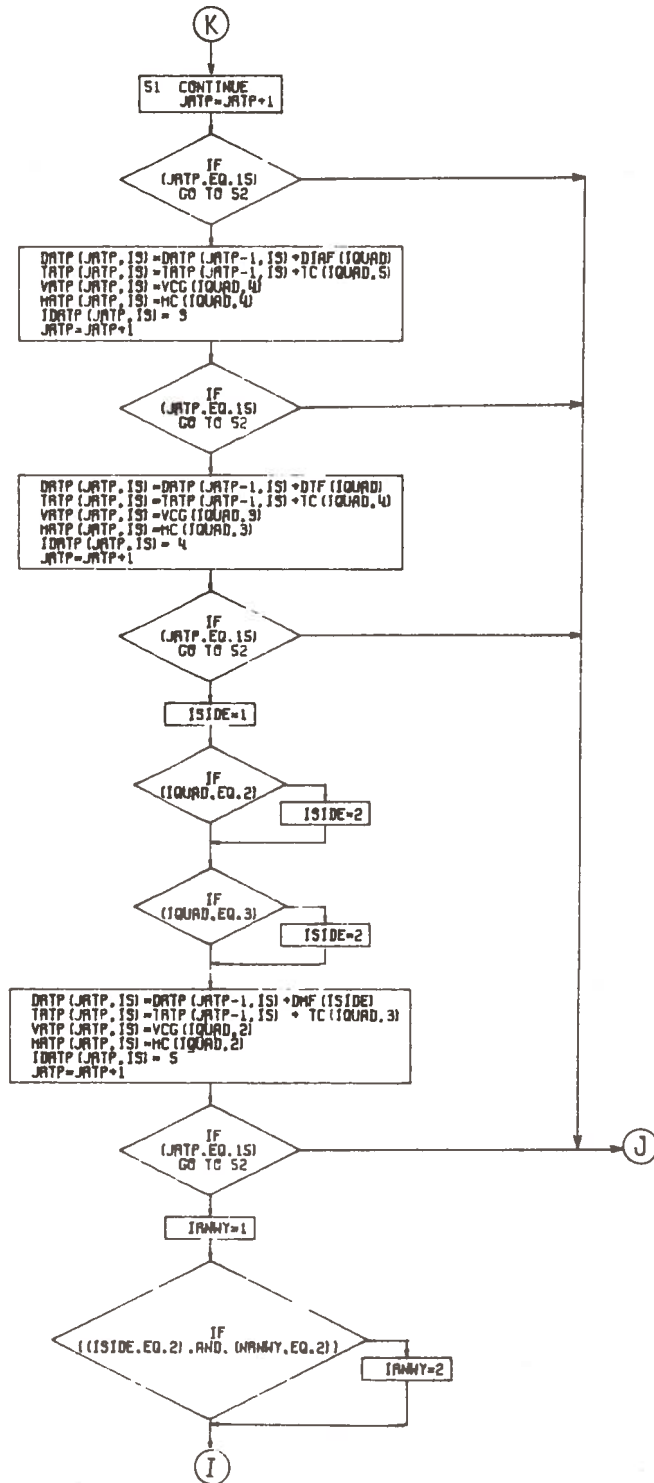 K
51 CONTINUE
JATP=JATP+1
IF
(JATP.EQ.15)
GO TO 52
DATP(JATP,IS)=DATP(JATP-1,IS)+DIAF(IQUAD)
TATP(JATP,IS)=TATP(JATP-1,IS)+TC(IQUAD,5)
VATP(JATP,IS)=VCG(IQUAD,4)
MATP(JATP,IS)=MC(IQUAD,4)
IDATP(JATP,IS)= 3
JATP=JATP+1
IF
(JATP.EQ.15)
GO TO 52
DATP(JATP,IS)=DATP(JATP-1,IS)+DTF(IQUAD)
TATP(JATP,IS)=TATP(JATP-1,IS)+TC(IQUAD,4)
VATP(JATP,IS)=VCG(IQUAD,3)
MATP(JATP,IS)=MC(IQUAD,3)
IDATP(JATP,IS)= 4
JATP=JATP+1
IF
(JATP.EQ.15)
GO TO 52
ISIDE=1
IF
(IQUAD.EQ.2)
ISIDE=2
IF
(IQUAD.EQ.3)
ISIDE=2
DATP(JATP,IS)=DATP(JATP-1,IS)+DMF(ISIDE)
TATP(JATP,IS)=TATP(JATP-1,IS) + TC(IQUAD,3)
VATP(JATP,IS)=VCG(IQUAD,2)
MATP(JATP,IS)=MC(IQUAD,2)
IDATP(JATP,IS)= 5
JATP=JATP+1
IF
(JATP.EQ.15)
GO TO 52
J
IRNWY=1
IF
((ISIDE.EQ.2).AND.(NRNWY.EQ.2))
IRNWY=2
I